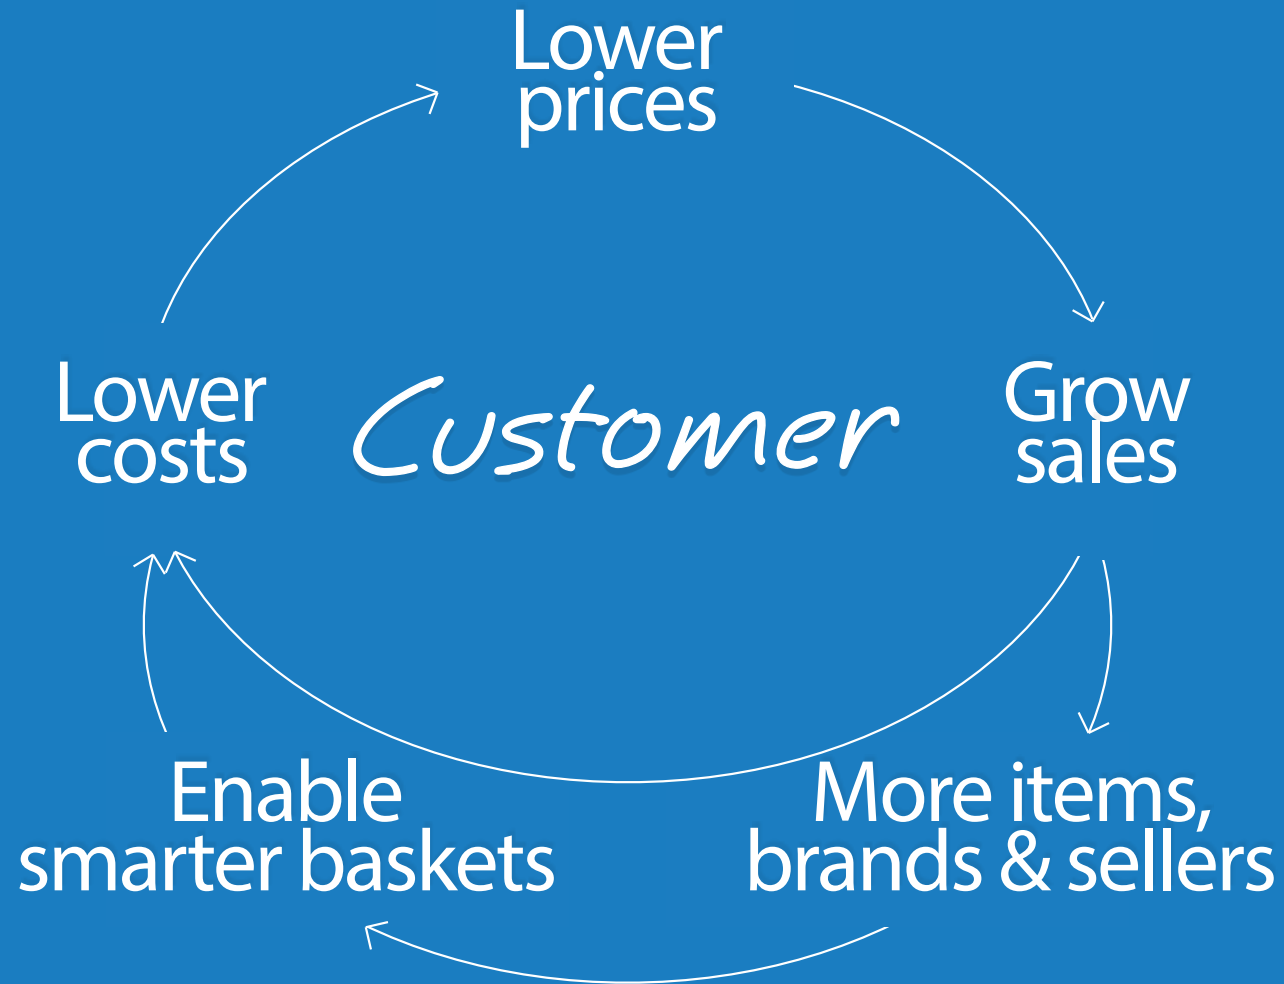 Lower
prices
Lower
costs
Customer
Grow
sales
Enable
smarter baskets
More items,
brands & sellers